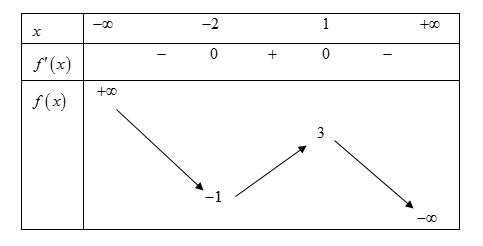 x −∞ −2 1 +∞
f′(x) − 0 + 0 −
f(x) +∞ −1 3 −∞